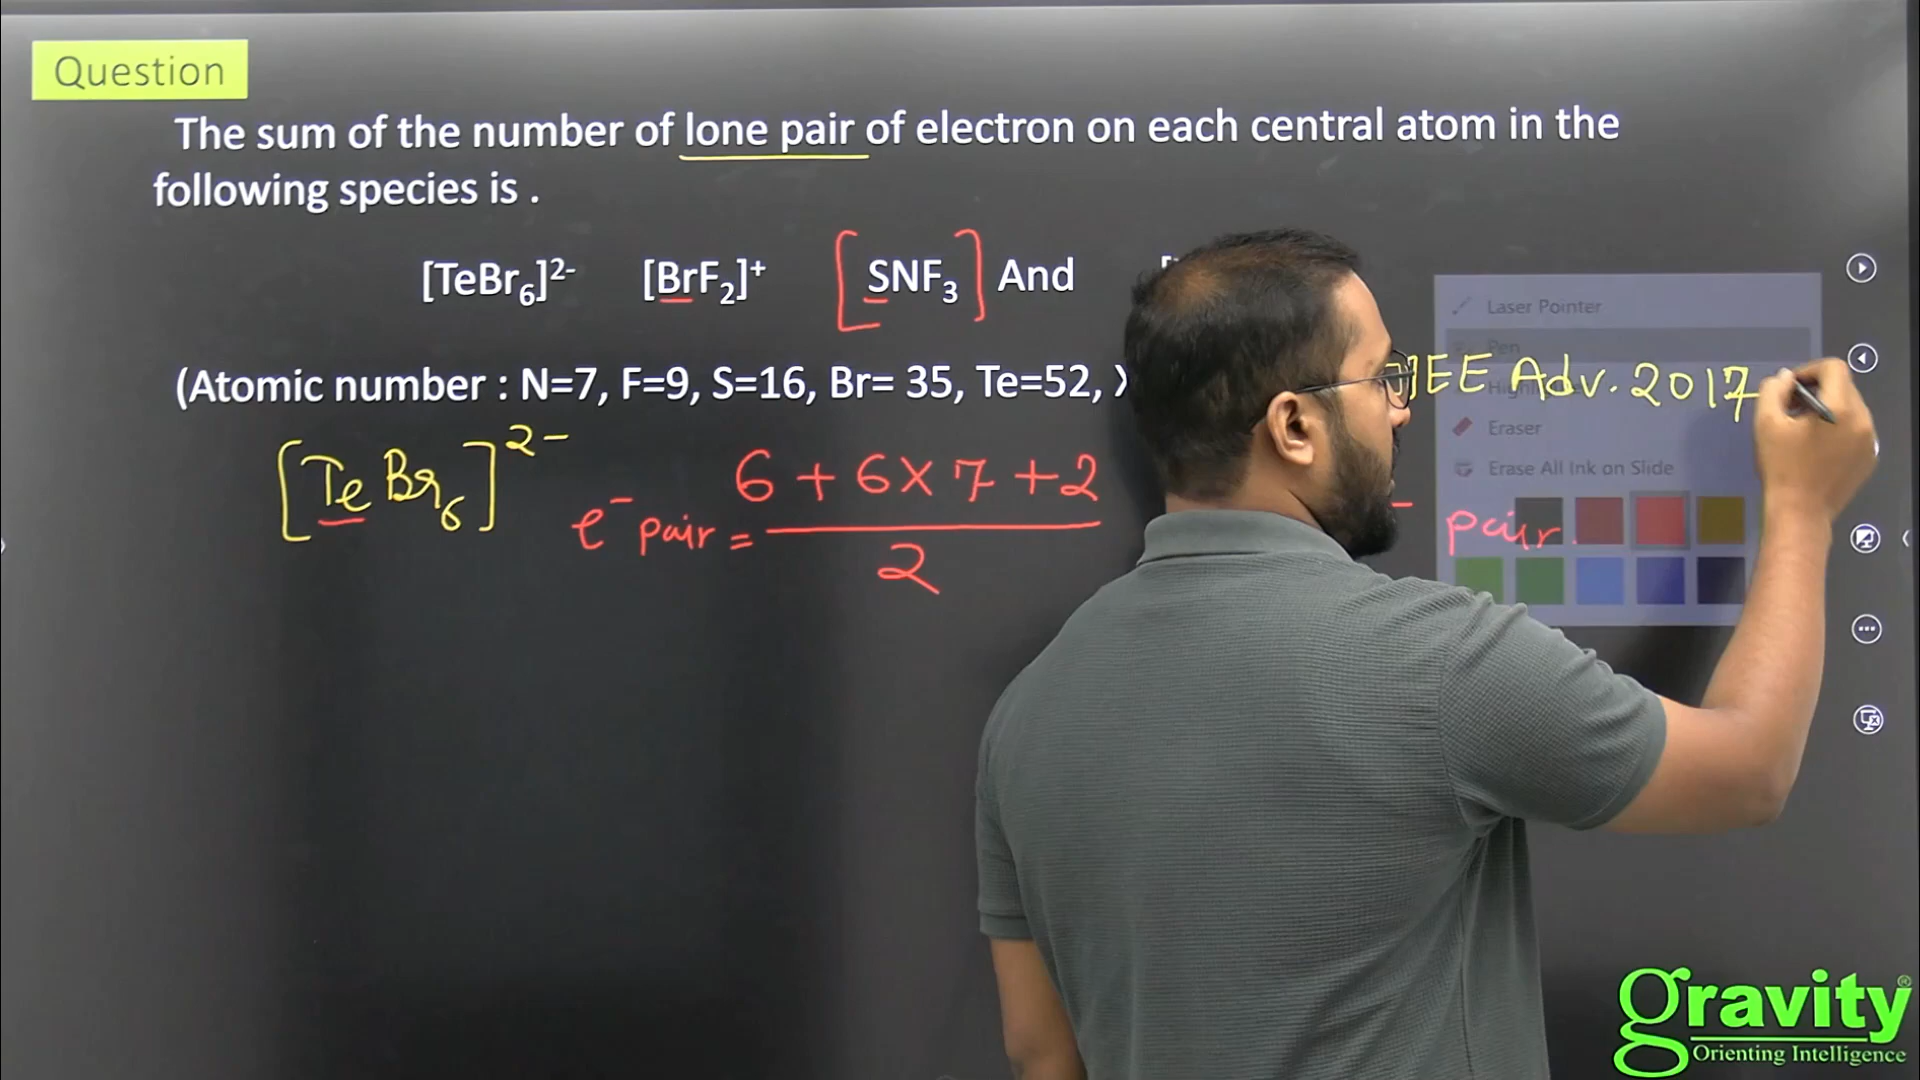 Question
The sum of the number of lone pair of electron on each central atom in the
following species is .
[TeBr₆]²⁻ [BrF₂]⁺ [SNF₃] And
(Atomic number : N=7, F=9, S=16, Br= 35, Te=52,
JEE Adv. 2017
[TeBr₆]²⁻
e⁻ pair = 6 + 6 × 7 + 2 / 2
pair.
Laser Pointer
Pen
Eraser
Erase All Ink on Slide
gravity®
Orienting Intelligence